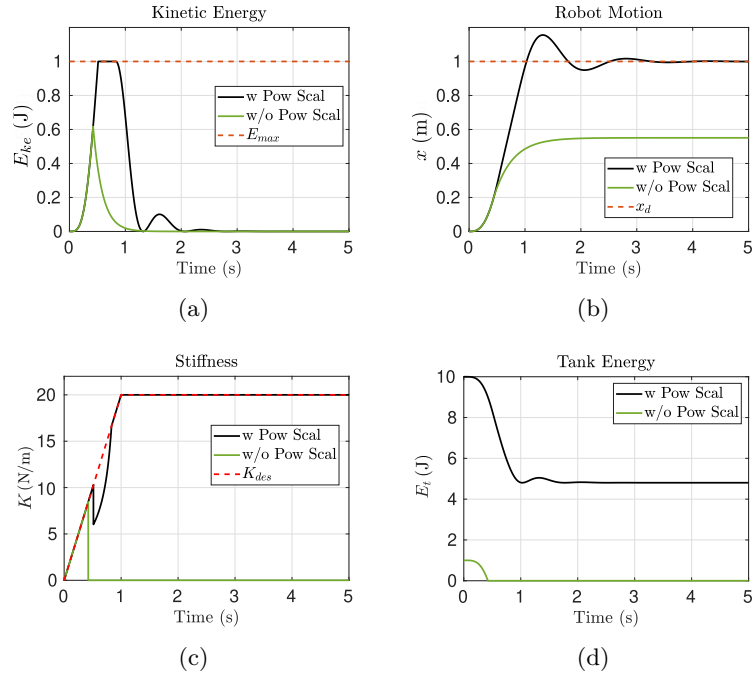 Kinetic Energy
E_ke (J)
1
0.8
0.6
0.4
0.2
0
w Pow Scal
w/o Pow Scal
E_max
0 1 2 3 4 5
Time (s)
(a)
Robot Motion
x (m)
1
0.8
0.6
0.4
0.2
0
w Pow Scal
w/o Pow Scal
x_d
0 1 2 3 4 5
Time (s)
(b)
Stiffness
K (N/m)
20
15
10
5
0
w Pow Scal
w/o Pow Scal
K_des
0 1 2 3 4 5
Time (s)
(c)
Tank Energy
E_t (J)
10
8
6
4
2
0
w Pow Scal
w/o Pow Scal
0 1 2 3 4 5
Time (s)
(d)